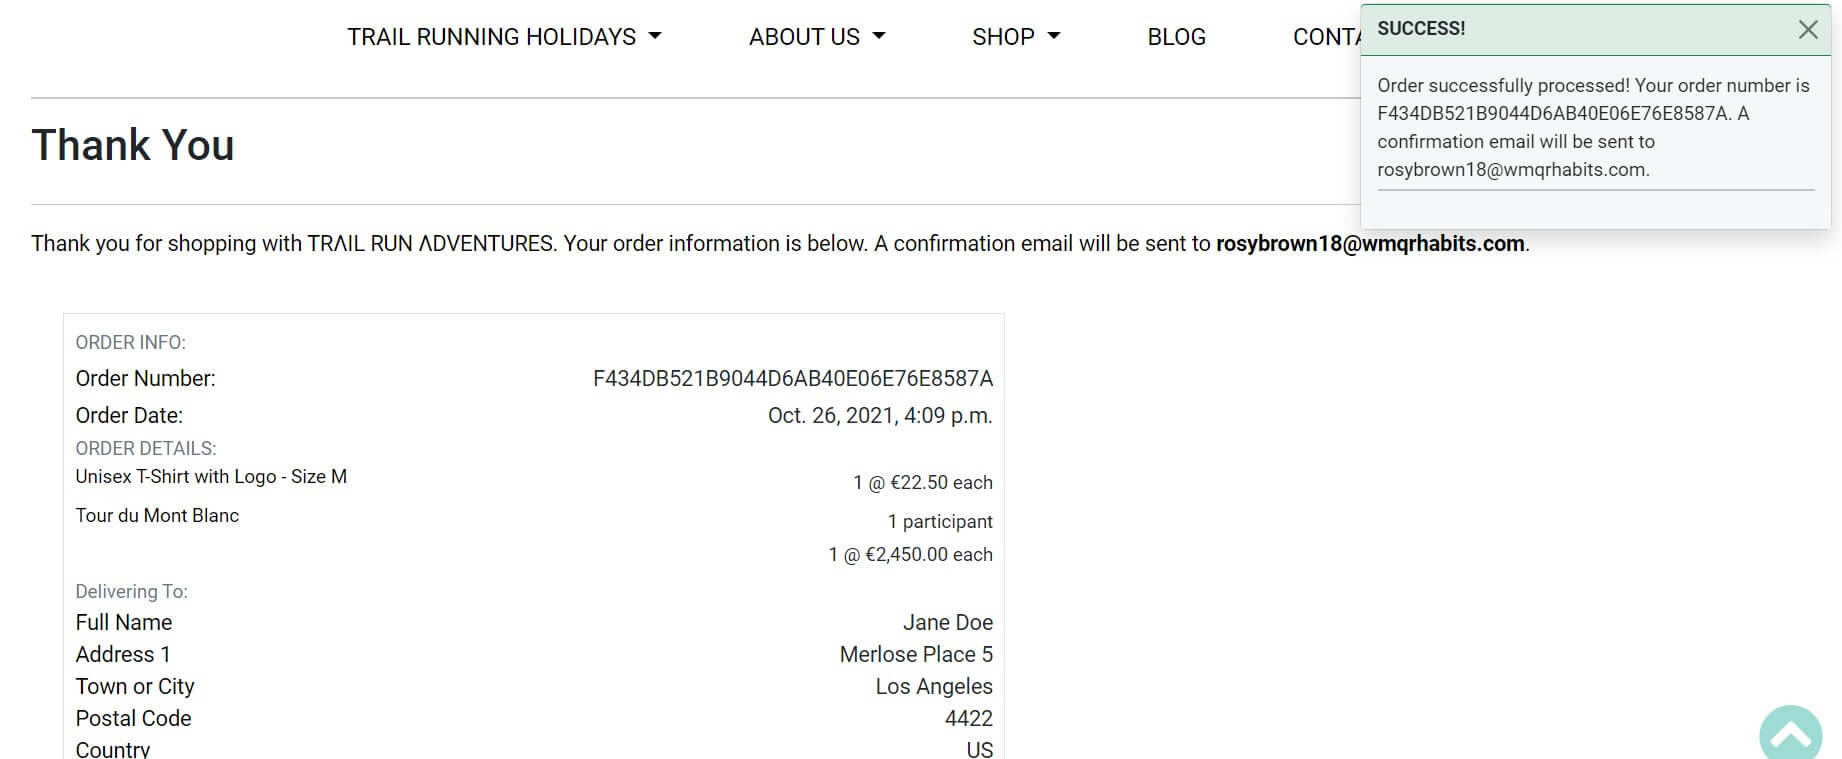 TRAIL RUNNING HOLIDAYS ABOUT US SHOP BLOG
SUCCESS!
Order successfully processed! Your order number is
F434DB521B9044D6AB40E06E76E8587A. A
confirmation email will be sent to
rosybrown18@wmqrhabits.com.
Thank You
Thank you for shopping with TRΛIL RUN ΛDVENTURES. Your order information is below. A confirmation email will be sent to rosybrown18@wmqrhabits.com.
ORDER INFO:
Order Number: F434DB521B9044D6AB40E06E76E8587A
Order Date: Oct. 26, 2021, 4:09 p.m.
ORDER DETAILS:
Unisex T-Shirt with Logo - Size M 1 @ €22.50 each
Tour du Mont Blanc 1 participant
1 @ €2,450.00 each
Delivering To:
Full Name Jane Doe
Address 1 Merlose Place 5
Town or City Los Angeles
Postal Code 4422
Country US